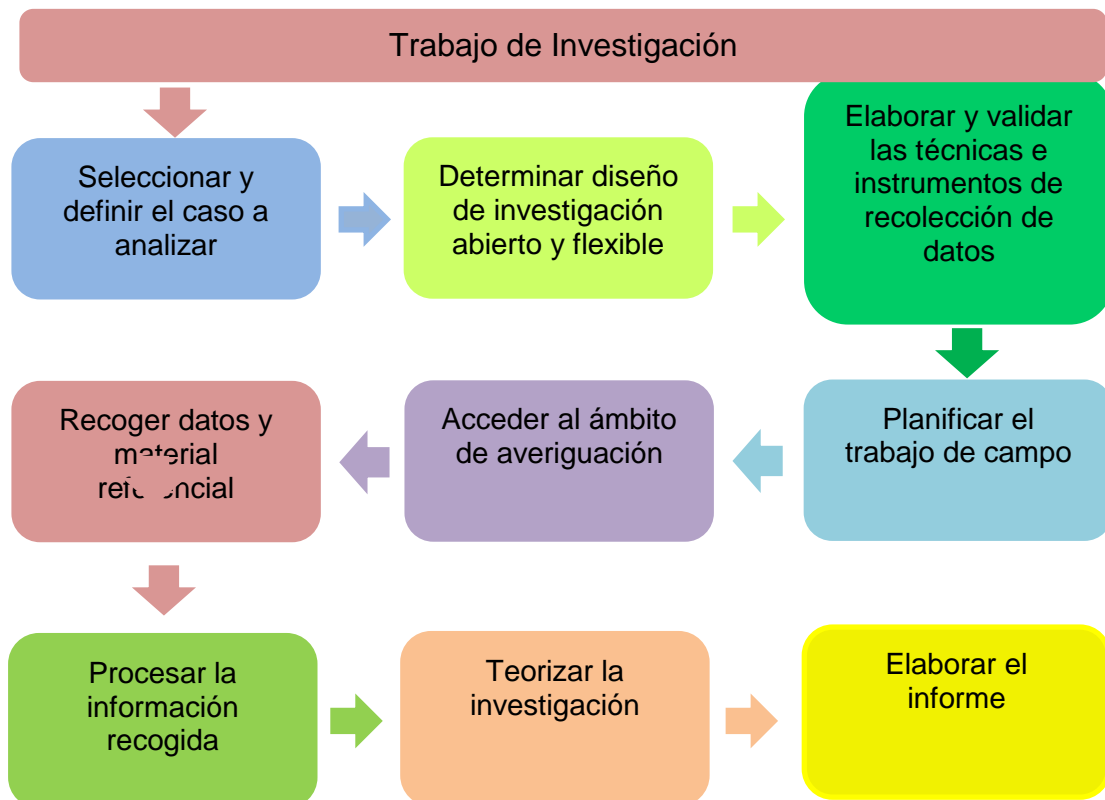 Trabajo de Investigación
Seleccionar y
definir el caso a
analizar
Determinar diseño
de investigación
abierto y flexible
Elaborar y validar
las técnicas e
instrumentos de
recolección de
datos
Planificar el
trabajo de campo
Acceder al ámbito
de averiguación
Recoger datos y
material
referencial
Procesar la
información
recogida
Teorizar la
investigación
Elaborar el
informe